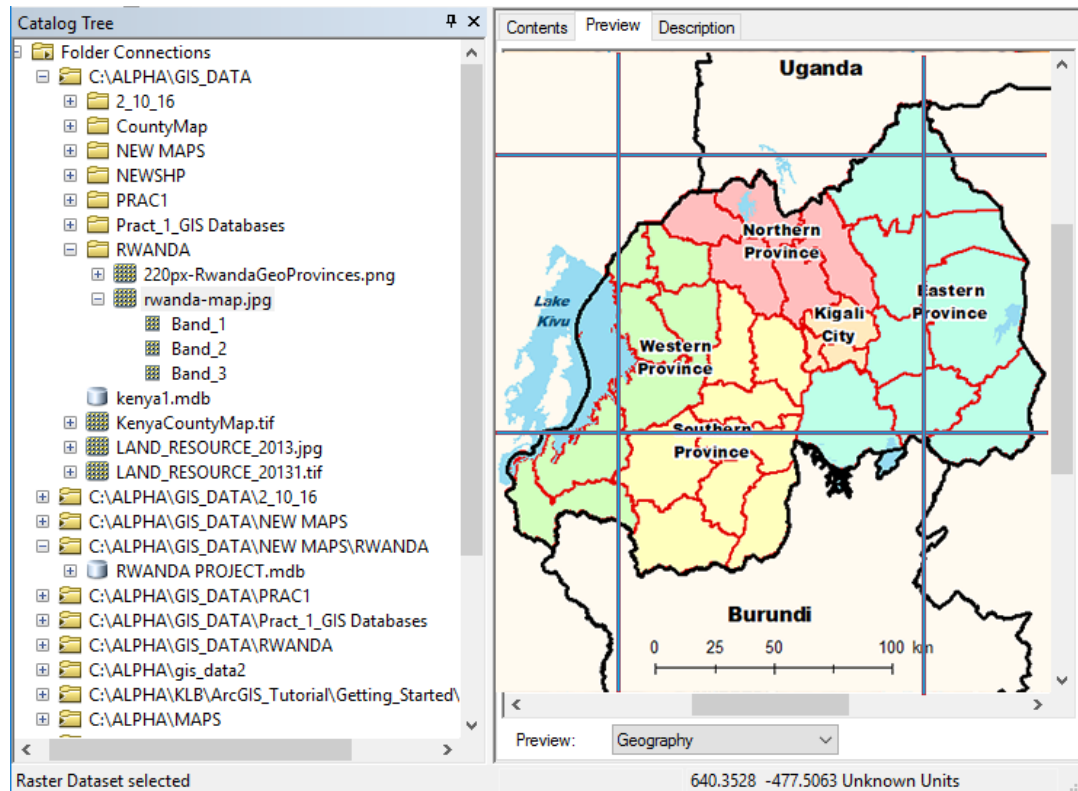 Catalog Tree
Folder Connections
C:\ALPHA\GIS_DATA
2_10_16
CountyMap
NEW MAPS
NEWSHP
PRAC1
Pract_1_GIS Databases
RWANDA
220px-RwandaGeoProvinces.png
rwanda-map.jpg
Band_1
Band_2
Band_3
kenya1.mdb
KenyaCountyMap.tif
LAND_RESOURCE_2013.jpg
LAND_RESOURCE_20131.tif
C:\ALPHA\GIS_DATA\2_10_16
C:\ALPHA\GIS_DATA\NEW MAPS
C:\ALPHA\GIS_DATA\NEW MAPS\RWANDA
RWANDA PROJECT.mdb
C:\ALPHA\GIS_DATA\PRAC1
C:\ALPHA\GIS_DATA\Pract_1_GIS Databases
C:\ALPHA\GIS_DATA\RWANDA
C:\ALPHA\gis_data2
C:\ALPHA\KLB\ArcGIS_Tutorial\Getting_Started\
C:\ALPHA\MAPS
Contents Preview Description
Uganda
Northern
Province
Lake
Kivu
Eastern
Province
Kigali
City
Western
Province
Southern
Province
Burundi
0 25 50 100 km
Preview: Geography
Raster Dataset selected
640.3528 -477.5063 Unknown Units